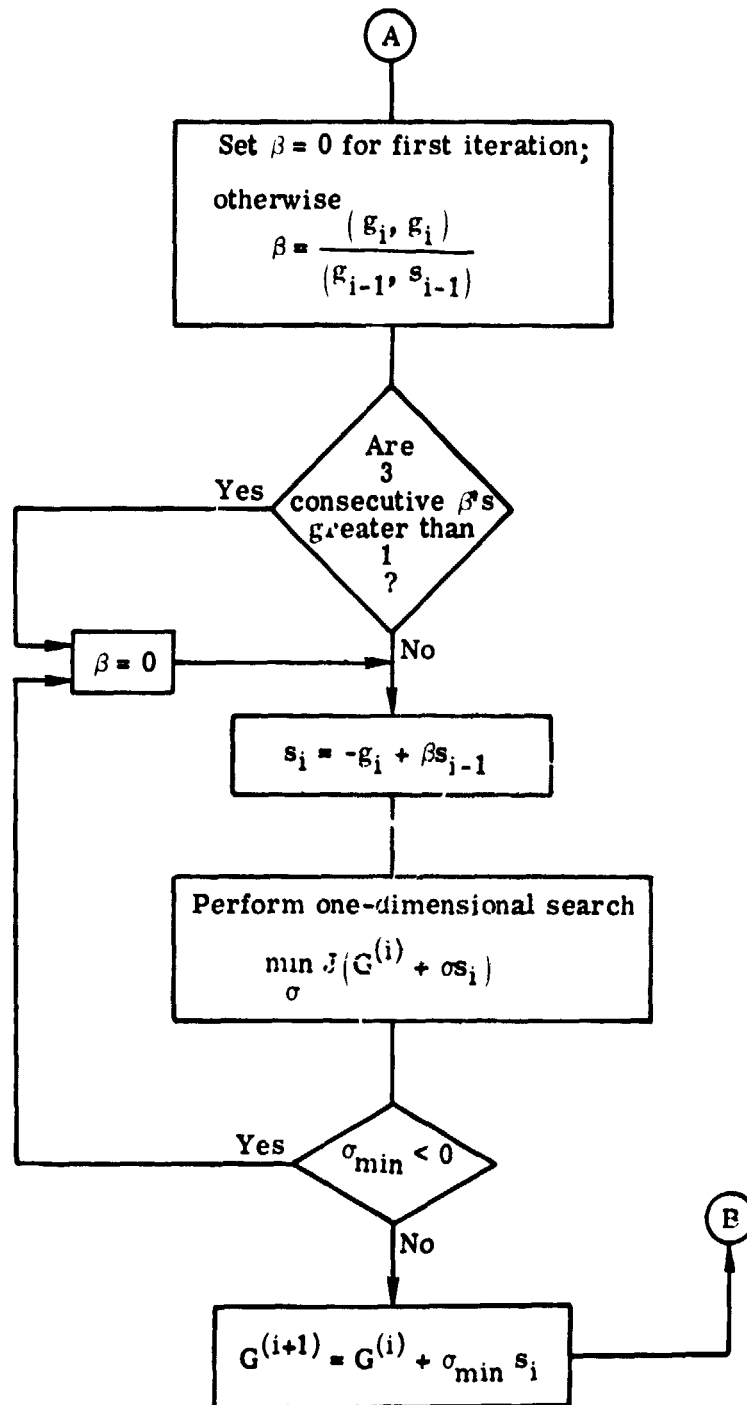 A
Set β = 0 for first iteration;
otherwise
β = (g_i, g_i) / (g_{i-1}, s_{i-1})
Are
3
consecutive β's
greater than
1
?
Yes
No
β = 0
s_i = -g_i + βs_{i-1}
Perform one-dimensional search
min_σ J(G^{(i)} + σs_i)
Yes
σ_min < 0
No
B
G^{(i+1)} = G^{(i)} + σ_min s_i